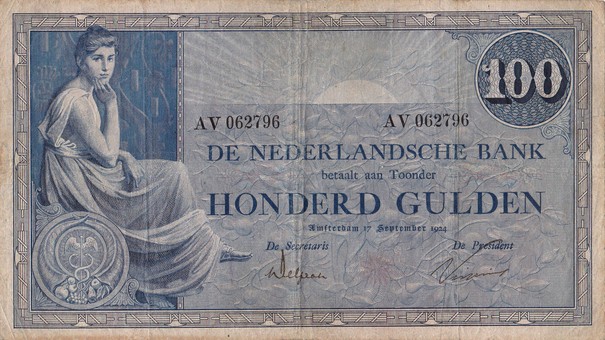 100
AV 062796 AV 062796
DE NEDERLANDSCHE BANK
betaalt aan Toonder
HONDERD GULDEN
Amsterdam 17 September 1924
De Secretaris De President